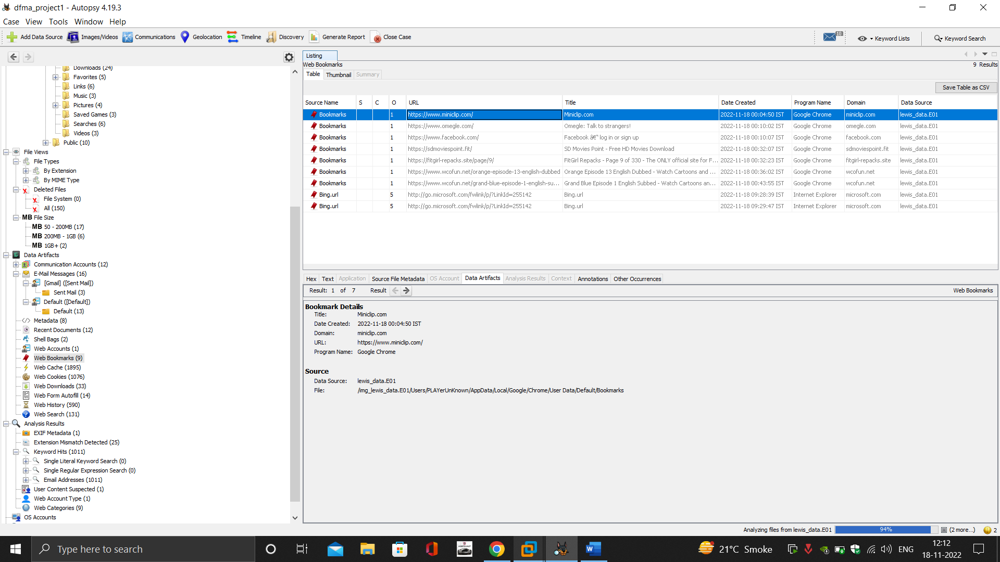 dfma_project1 - Autopsy 4.19.3
Case View Tools Window Help
Add Data Source Images/Videos Communications Geolocation Timeline Discovery Generate Report Close Case 10 Keyword Lists Keyword Search
Downloads (24)
Favorites (5)
Links (6)
Music (3)
Pictures (4)
Saved Games (3)
Searches (6)
Videos (3)
Public (10)
File Views
File Types
By Extension
By MIME Type
Deleted Files
File System (0)
All (150)
MB File Size
MB 50 - 200MB (17)
MB 200MB - 1GB (6)
MB 1GB+ (2)
Data Artifacts
Communication Accounts (12)
E-Mail Messages (16)
[Gmail] ([Sent Mail])
Sent Mail (3)
Default ([Default])
Default (13)
Metadata (8)
Recent Documents (12)
Shell Bags (2)
Web Accounts (1)
Web Bookmarks (9)
Web Cache (1895)
Web Cookies (1076)
Web Downloads (33)
Web Form Autofill (14)
Web History (590)
Web Search (131)
Analysis Results
EXIF Metadata (1)
Extension Mismatch Detected (25)
Keyword Hits (1011)
Single Literal Keyword Search (0)
Single Regular Expression Search (0)
Email Addresses (1011)
User Content Suspected (1)
Web Account Type (1)
Web Categories (9)
OS Accounts
Listing
Web Bookmarks 9 Results
Table Thumbnail Summary
Save Table as CSV
Source Name S C O URL Title Date Created Program Name Domain Data Source
Bookmarks 1 https://www.miniclip.com/ Miniclip.com 2022-11-18 00:04:50 IST Google Chrome miniclip.com lewis_data.E01
Bookmarks 1 https://www.omegle.com/ Omegle: Talk to strangers! 2022-11-18 00:10:02 IST Google Chrome omegle.com lewis_data.E01
Bookmarks 1 https://www.facebook.com/ Facebook â€“ log in or sign up 2022-11-18 00:10:07 IST Google Chrome facebook.com lewis_data.E01
Bookmarks 1 https://sdmoviespoint.fit/ SD Movies Point - Free HD Movies Download 2022-11-18 00:32:07 IST Google Chrome sdmoviespoint.fit lewis_data.E01
Bookmarks 1 https://fitgirl-repacks.site/page/9/ FitGirl Repacks - Page 9 of 330 - The ONLY official site for F... 2022-11-18 00:32:23 IST Google Chrome fitgirl-repacks.site lewis_data.E01
Bookmarks 1 https://www.wcofun.net/orange-episode-13-english-dubbed Orange Episode 13 English Dubbed - Watch Cartoons and ... 2022-11-18 00:36:02 IST Google Chrome wcofun.net lewis_data.E01
Bookmarks 1 https://www.wcofun.net/grand-blue-episode-1-english-su... Grand Blue Episode 1 English Subbed - Watch Cartoons an... 2022-11-18 00:43:55 IST Google Chrome wcofun.net lewis_data.E01
Bing.url 5 http://go.microsoft.com/fwlink/p/?LinkId=255142 Bing.url 2022-11-18 09:28:39 IST Internet Explorer microsoft.com lewis_data.E01
Bing.url 5 http://go.microsoft.com/fwlink/p/?LinkId=255142 Bing.url 2022-11-18 09:29:47 IST Internet Explorer microsoft.com lewis_data.E01
Hex Text Application Source File Metadata OS Account Data Artifacts Analysis Results Context Annotations Other Occurrences
Result: 1 of 7 Result Web Bookmarks
Bookmark Details
Title: Miniclip.com
Date Created: 2022-11-18 00:04:50 IST
Domain: miniclip.com
URL: https://www.miniclip.com/
Program Name: Google Chrome
Source
Data Source: lewis_data.E01
File: /img_lewis_data.E01/Users/PLAYerUnKnown/AppData/Local/Google/Chrome/User Data/Default/Bookmarks
Analyzing files from lewis_data.E01 94% (2 more...) 2
Type here to search
21°C Smoke
ENG
12:12
18-11-2022